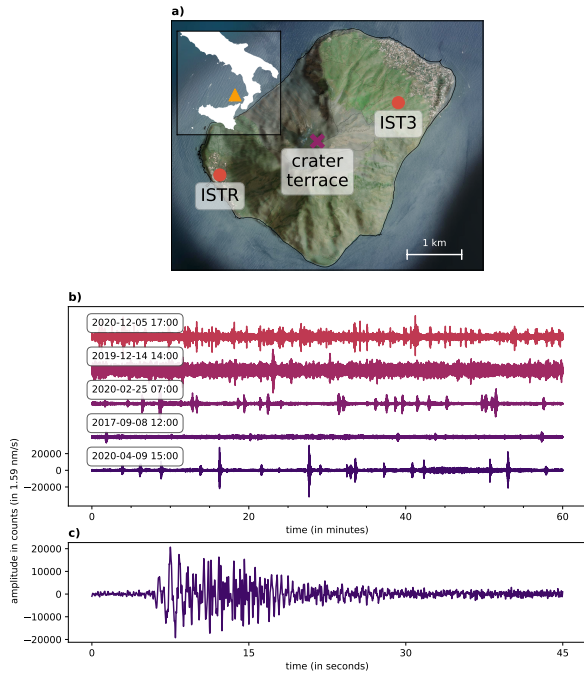 a)
IST3
crater
terrace
ISTR
1 km
b)
2020-12-05 17:00
2019-12-14 14:00
2020-02-25 07:00
2017-09-08 12:00
2020-04-09 15:00
20000
0
−20000
0
20
40
60
time (in minutes)
amplitude in counts (in 1.59 nm/s)
c)
20000
10000
0
−10000
−20000
0
15
30
45
time (in seconds)